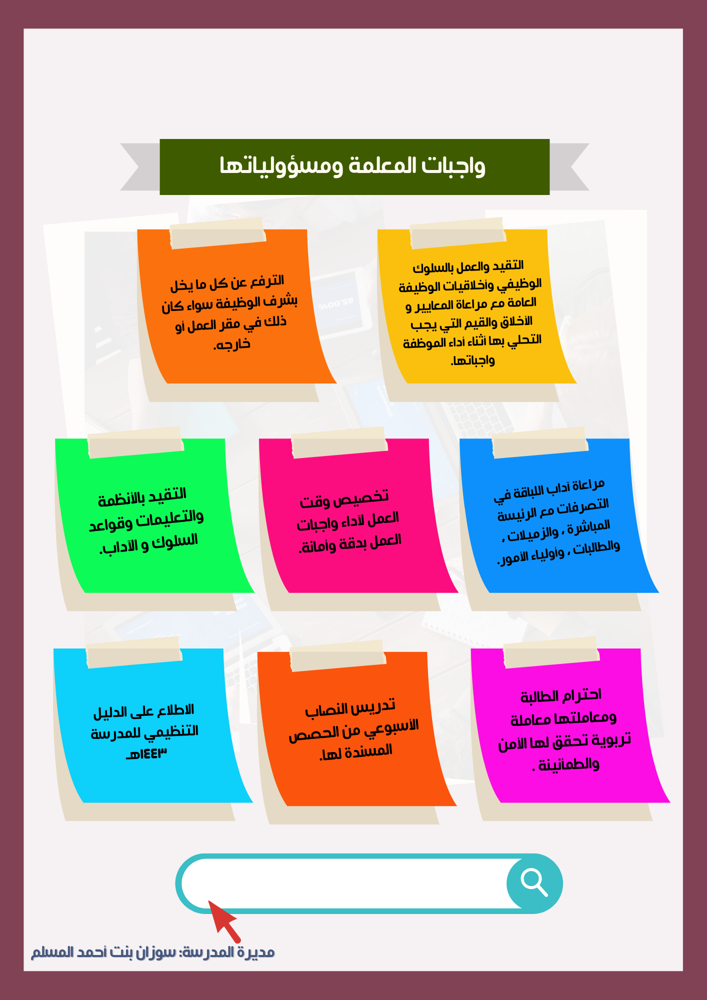 واجبات المعلمة ومسؤولياتها
التقيد والعمل بالسلوك
الوظيفي وأخلاقيات الوظيفة
العامة مع مراعاة المعايير و
الأخلاق والقيم التي يجب
التحلي بها أثناء أداء الموظفة
واجباتها.
الترفع عن كل ما يخل
بشرف الوظيفة سواء كان
ذلك في مقر العمل أو
خارجه.
مراعاة آداب اللباقة في
التصرفات مع الرئيسة
المباشرة ، والزميلات ،
والطالبات ، وأولياء الأمور.
تخصيص وقت
العمل لآداء واجبات
العمل بدقة وأمانة.
التقيد بالأنظمة
والتعليمات وقواعد
السلوك و الآداب.
احترام الطالبة
ومعاملتها معاملة
تربوية تحقق لها الأمن
والطمأنينة .
تدريس النصاب
الأسبوعي من الحصص
المسندة لها.
الاطلاع على الدليل
التنظيمي للمدرسة
١٤٤٣هـ
85.00%
Discussion
مديرة المدرسة: سوزان بنت أحمد المسلم